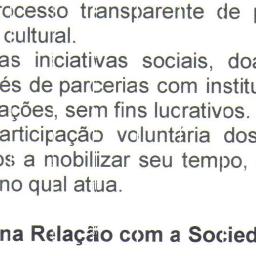 rocesso transparente de p
cultural.
as iniciativas sociais, doa
és de parcerias com institu
ações, sem fins lucrativos.
articipação voluntária dos
os a mobilizar seu tempo,
no qual atua.
na Relação com a Socied